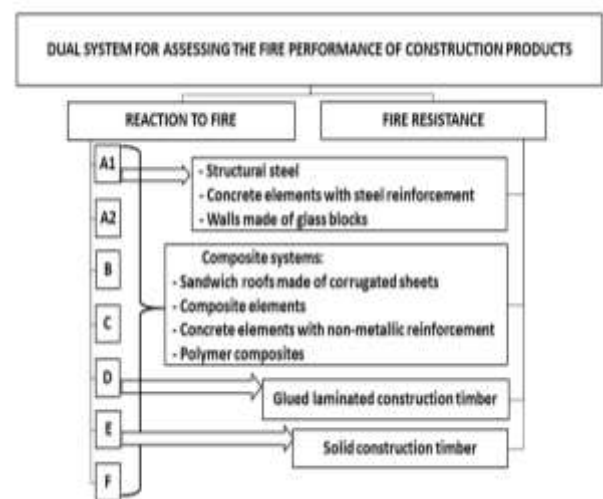 DUAL SYSTEM FOR ASSESSING THE FIRE PERFORMANCE OF CONSTRUCTION PRODUCTS
REACTION TO FIRE
FIRE RESISTANCE
A1
- Structural steel
- Concrete elements with steel reinforcement
- Walls made of glass blocks
A2
B
C
Composite systems:
- Sandwich roofs made of corrugated sheets
- Composite elements
- Concrete elements with non-metallic reinforcement
- Polymer composites
D
Glued laminated construction timber
E
Solid construction timber
F